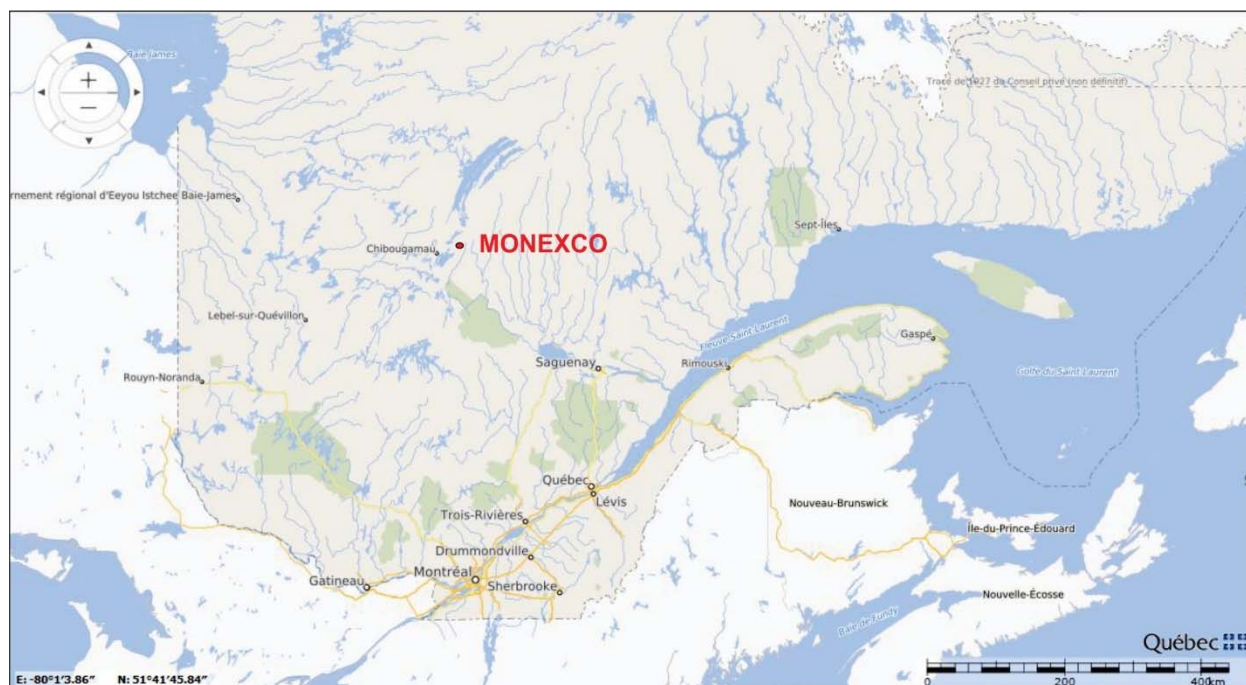 Baie James
Tracé de 1927 du Conseil privé (non définitif)
rnement régional d'Eeyou Istchee Baie-James
Sept-Îles
Chibougamau
MONEXCO
Lebel-sur-Quévillon
Fleuve Saint-Laurent
Gaspé
Saguenay
Rimouski
Golfe du Saint-Laurent
Rouyn-Noranda
Québec
Lévis
Nouveau-Brunswick
Trois-Rivières
Île-du-Prince-Édouard
Drummondville
Montréal
Gatineau
Sherbrooke
Nouvelle-Écosse
Baie de Fundy
Québec
E: -80°1'3.86" N: 51°41'45.84"
0 200 400km